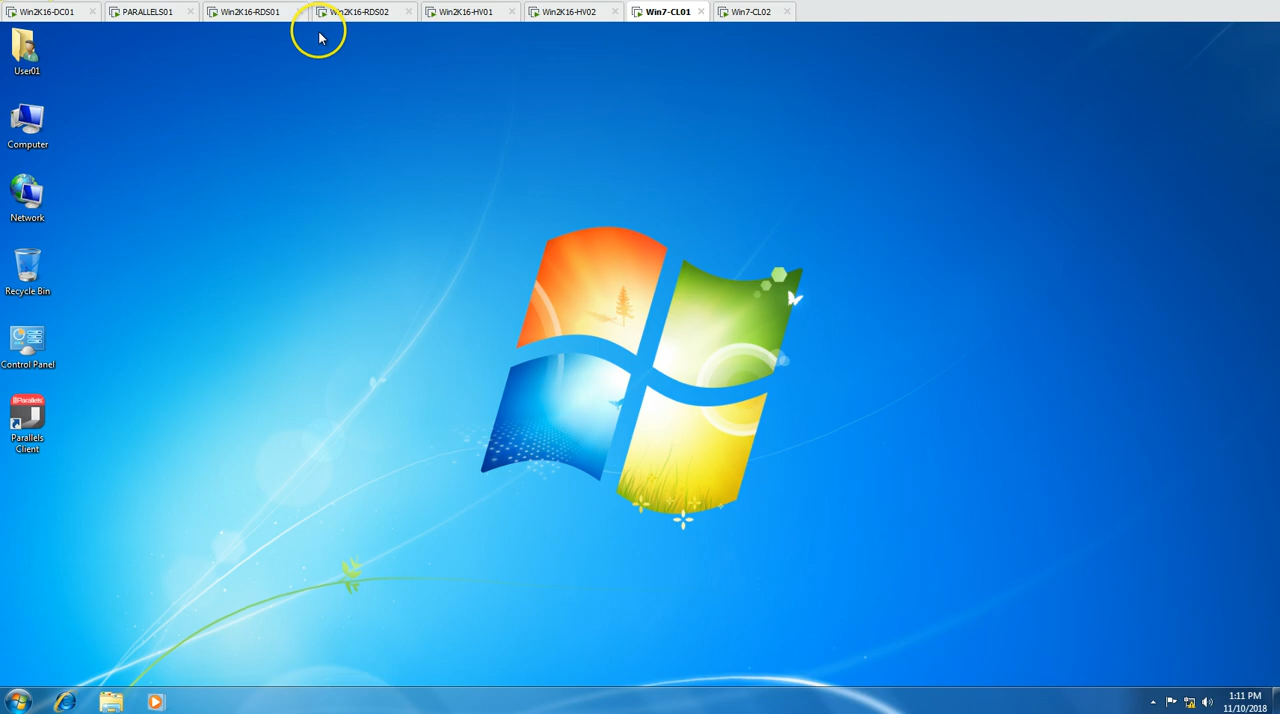 Win2K16-DC01
PARALLELS01
Win2K16-RDS01
Win2K16-RDS02
Win2K16-HV01
Win2K16-HV02
Win7-CL01
Win7-CL02
User01
Computer
Network
Recycle Bin
Control Panel
Parallels
Parallels
Client
1:11 PM
11/10/2018